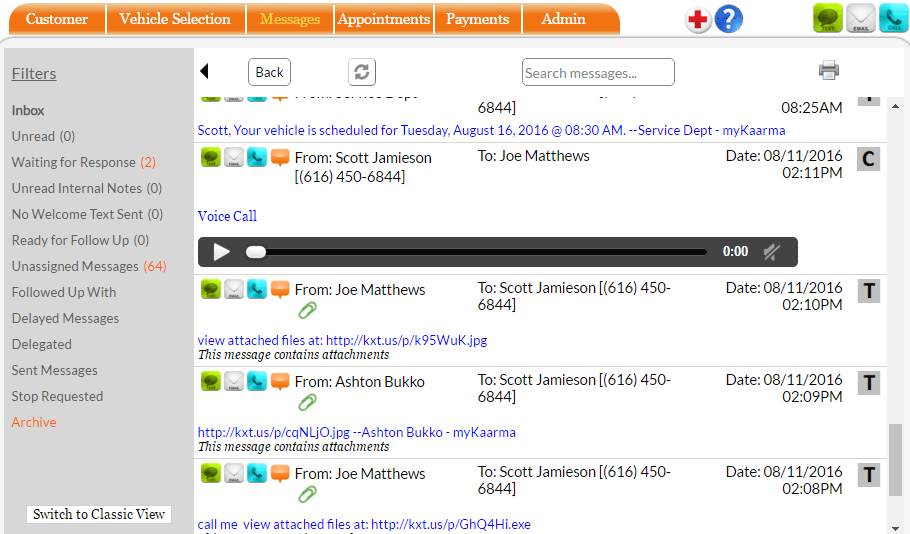 Customer Vehicle Selection Messages Appointments Payments Admin
TEXT EMAIL CALL
Filters
Back
Search messages...
Inbox
Unread (0)
Waiting for Response (2)
Unread Internal Notes (0)
No Welcome Text Sent (0)
Ready for Follow Up (0)
Unassigned Messages (64)
Followed Up With
Delayed Messages
Delegated
Sent Messages
Stop Requested
Archive
Switch to Classic View
From: Service Dept
6844]
08:25AM
T
Scott, Your vehicle is scheduled for Tuesday, August 16, 2016 @ 08:30 AM. --Service Dept - myKaarma
From: Scott Jamieson
[(616) 450-6844]
To: Joe Matthews
Date: 08/11/2016
02:11PM
C
Voice Call
0:00
From: Joe Matthews
To: Scott Jamieson [(616) 450-
6844]
Date: 08/11/2016
02:10PM
T
view attached files at: http://kxt.us/p/k95WuK.jpg
This message contains attachments
From: Ashton Bukko
To: Scott Jamieson [(616) 450-
6844]
Date: 08/11/2016
02:09PM
T
http://kxt.us/p/cqNLjO.jpg --Ashton Bukko - myKaarma
This message contains attachments
From: Joe Matthews
To: Scott Jamieson [(616) 450-
6844]
Date: 08/11/2016
02:08PM
T
call me view attached files at: http://kxt.us/p/GhQ4Hi.exe